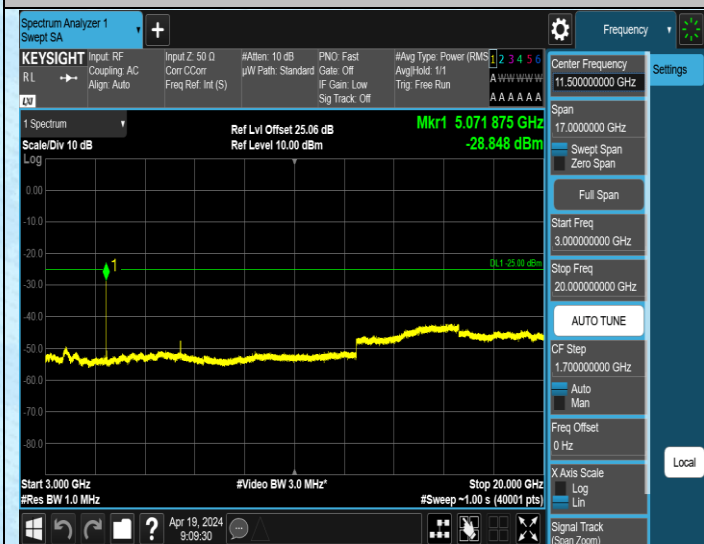 Spectrum Analyzer 1
Swept SA
+
Frequency
KEYSIGHT
RL
LXI
Input: RF
Coupling: AC
Align: Auto
Input Z: 50 Ω
Corr CCorr
Freq Ref: Int (S)
#Atten: 10 dB
µW Path: Standard
PNO: Fast
Gate: Off
IF Gain: Low
Sig Track: Off
#Avg Type: Power (RMS
Avg|Hold: 1/1
Trig: Free Run
1 2 3 4 5 6
A W W W W W
A A A A A A
1 Spectrum
Scale/Div 10 dB
Log
Ref Lvl Offset 25.06 dB
Ref Level 10.00 dBm
Mkr1 5.071 875 GHz
-28.848 dBm
0.00
-10.0
-20.0
-30.0
-40.0
-50.0
-60.0
-70.0
-80.0
1
DL1 -25.00 dBm
Start 3.000 GHz
#Res BW 1.0 MHz
#Video BW 3.0 MHz*
Stop 20.000 GHz
#Sweep ~1.00 s (40001 pts)
Center Frequency
11.500000000 GHz
Settings
Span
17.0000000 GHz
Swept Span
Zero Span
Full Span
Start Freq
3.000000000 GHz
Stop Freq
20.000000000 GHz
AUTO TUNE
CF Step
1.700000000 GHz
Auto
Man
Freq Offset
0 Hz
X Axis Scale
Log
Lin
Local
Signal Track
(Span Zoom)
?
Apr 19, 2024
9:09:30